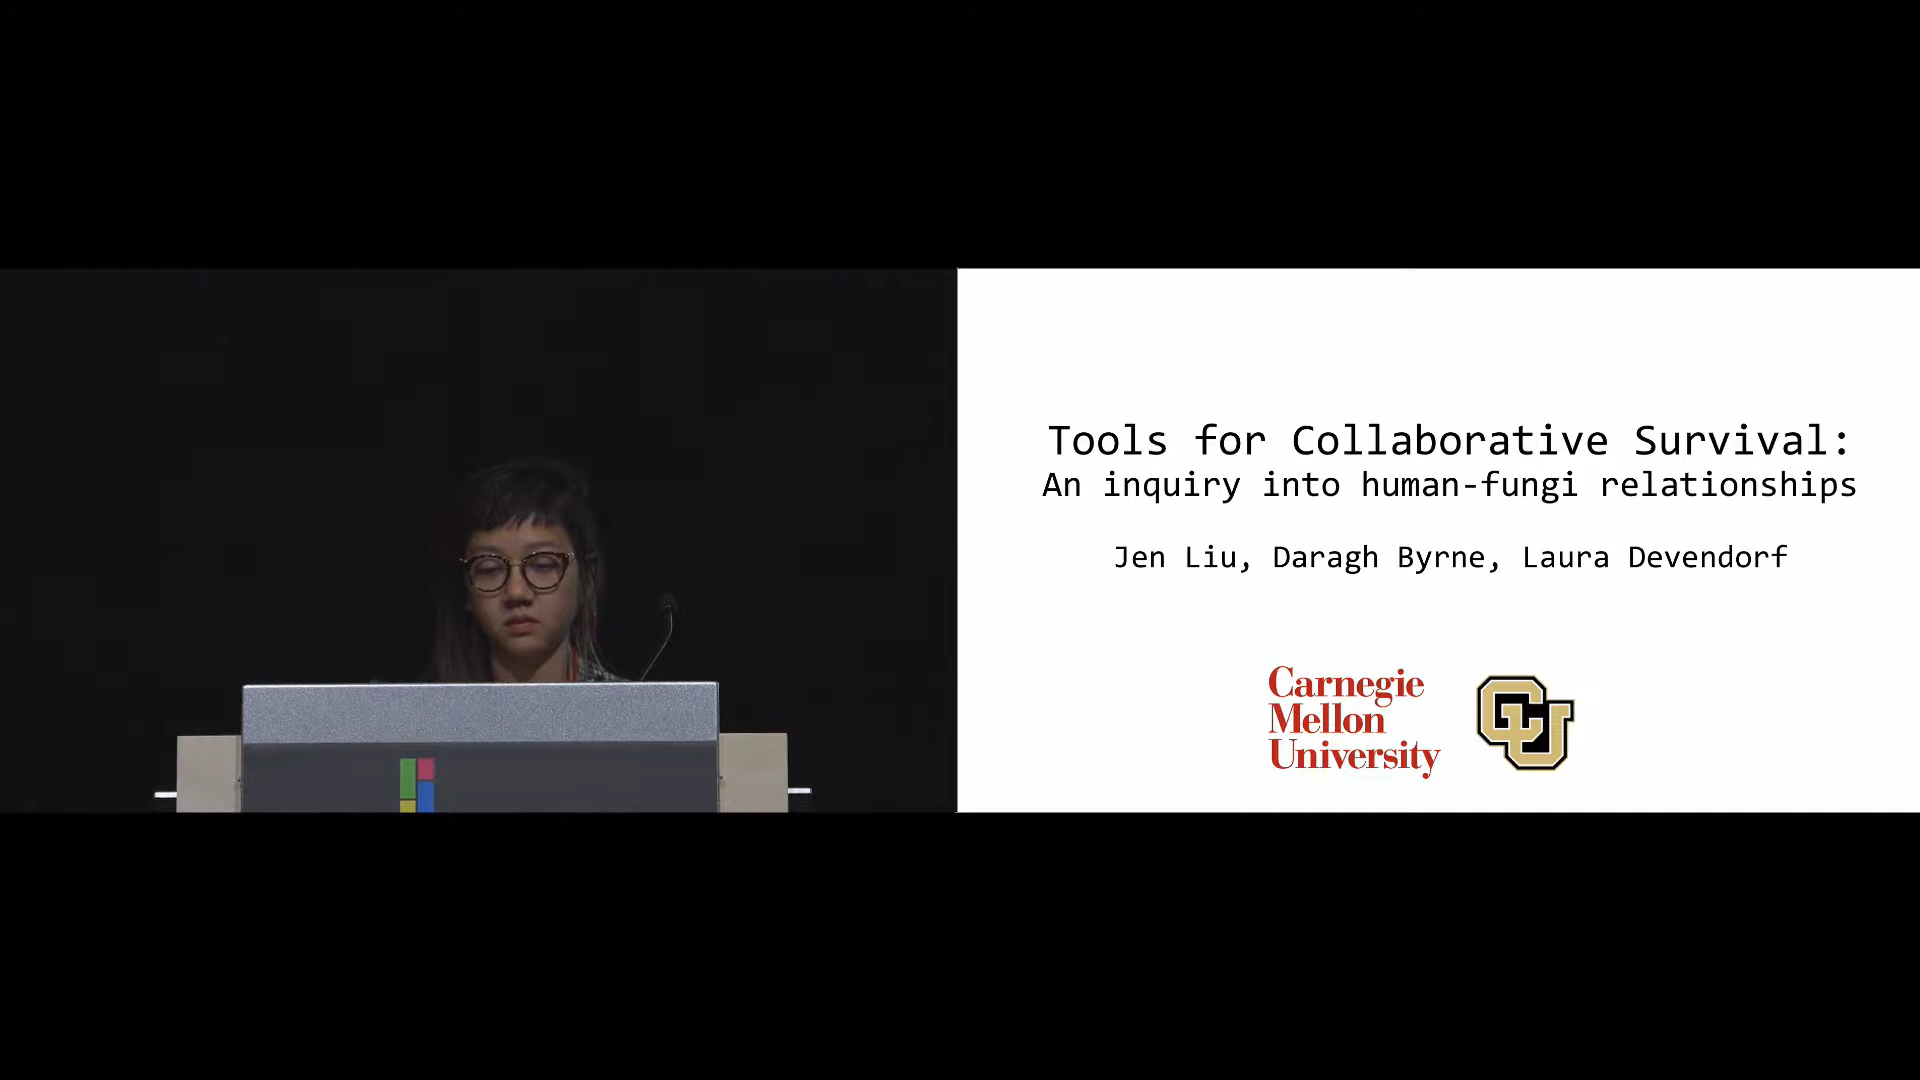 Tools for Collaborative Survival:
An inquiry into human-fungi relationships
Jen Liu, Daragh Byrne, Laura Devendorf
Carnegie
Mellon
University
CU